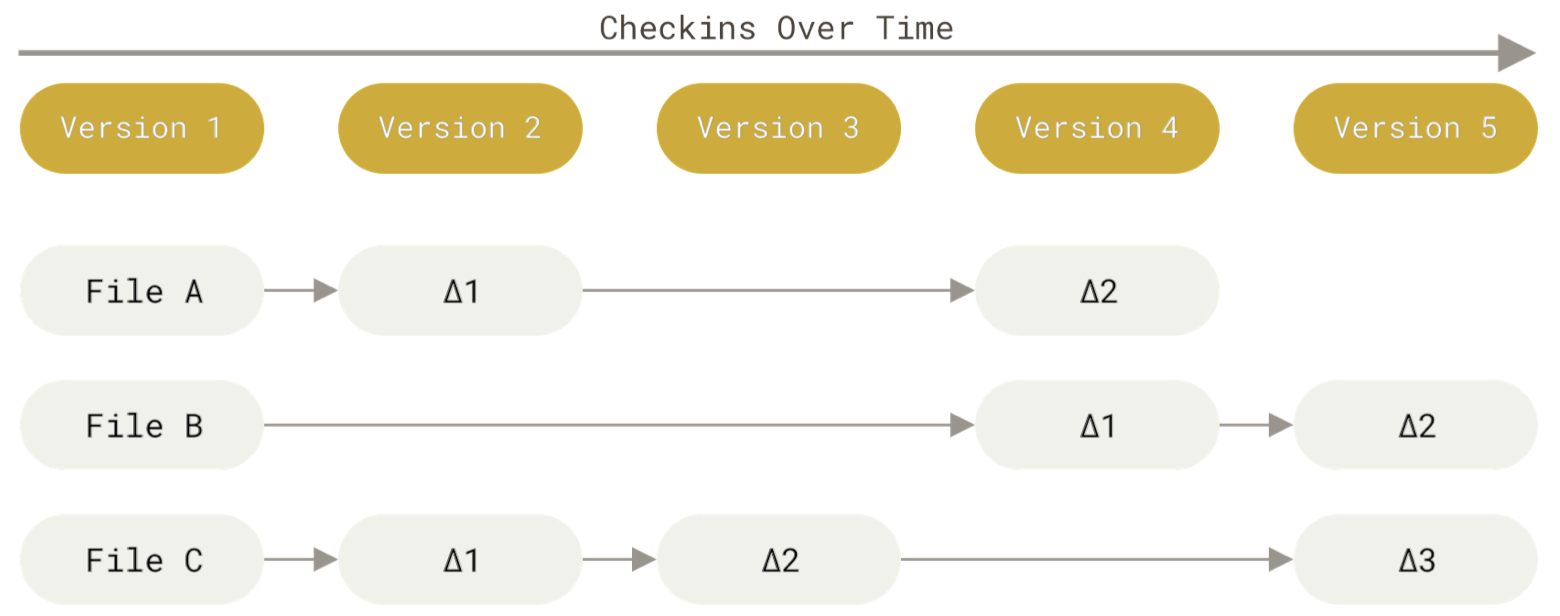 Checkins Over Time
Version 1 Version 2 Version 3 Version 4 Version 5
File A Δ1 Δ2
File B Δ1 Δ2
File C Δ1 Δ2 Δ3